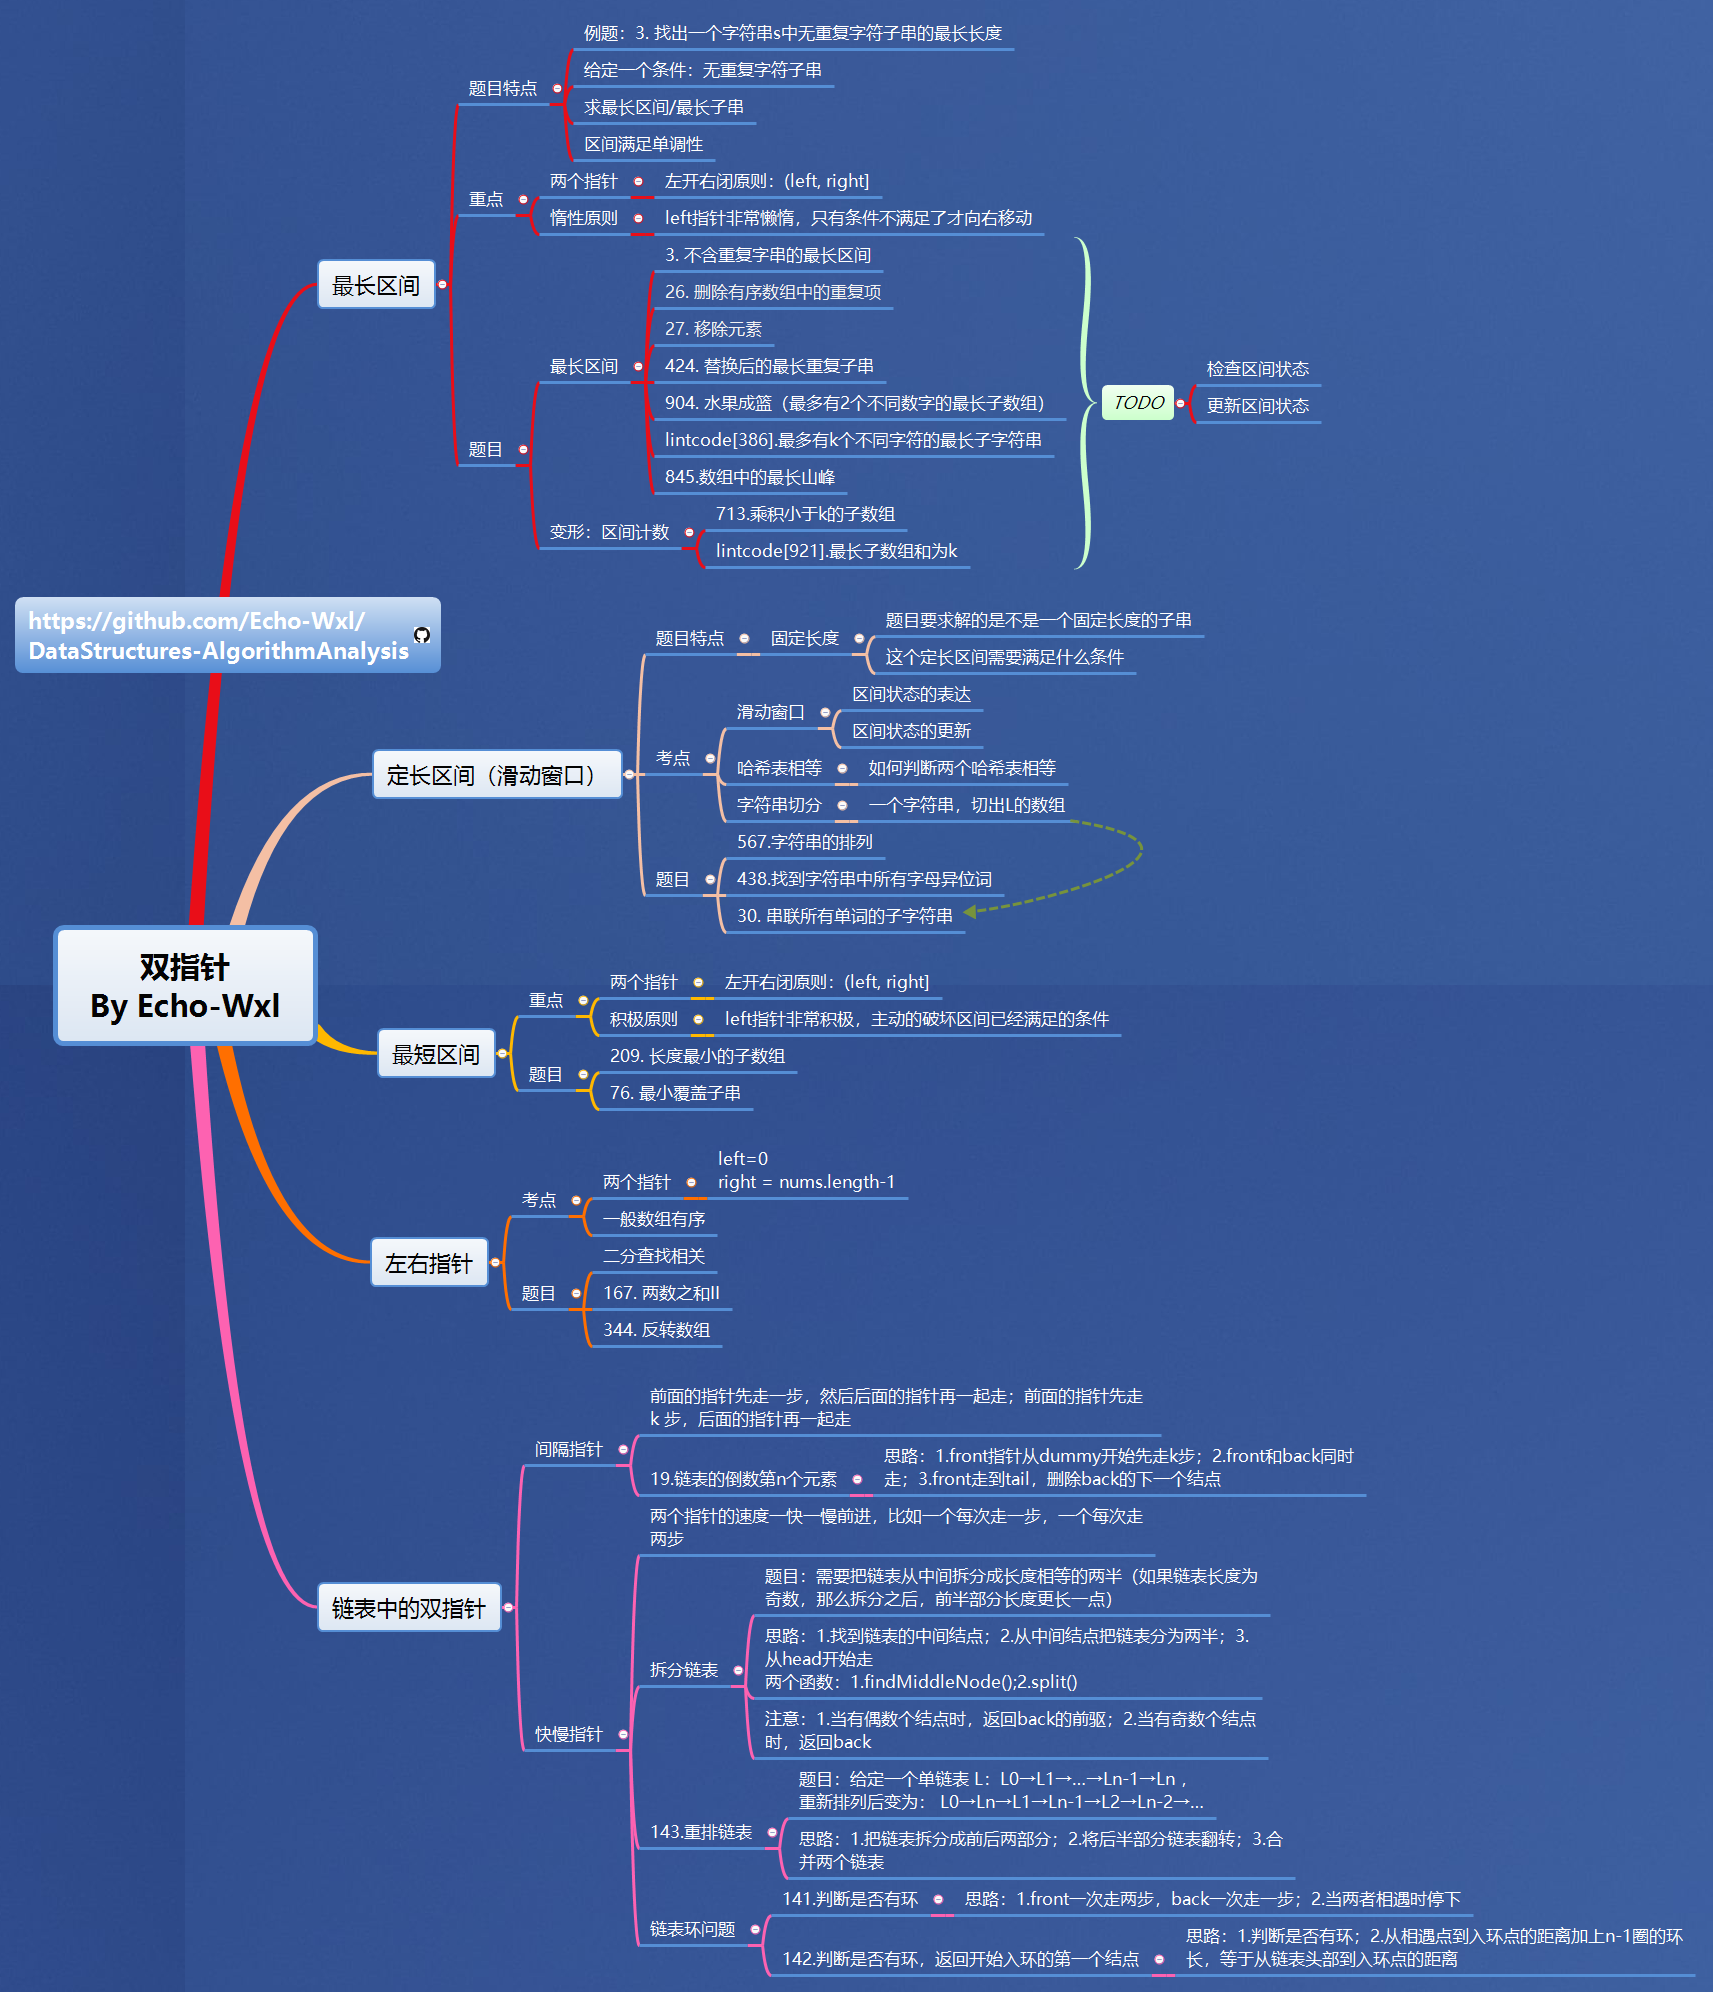 例题：3. 找出一个字符串s中无重复字符子串的最长长度
给定一个条件：无重复字符子串
题目特点
求最长区间/最长子串
区间满足单调性
两个指针
左开右闭原则：(left, right]
重点
惰性原则
left指针非常懒惰，只有条件不满足了才向右移动
3. 不含重复字串的最长区间
最长区间
26. 删除有序数组中的重复项
27. 移除元素
最长区间
424. 替换后的最长重复子串
检查区间状态
904. 水果成篮（最多有2个不同数字的最长子数组）
TODO
更新区间状态
lintcode[386].最多有k个不同字符的最长子字符串
题目
845.数组中的最长山峰
713.乘积小于k的子数组
变形：区间计数
lintcode[921].最长子数组和为k
https://github.com/Echo-Wxl/
DataStructures-AlgorithmAnalysis
题目要求解的是不是一个固定长度的子串
题目特点
固定长度
这个定长区间需要满足什么条件
区间状态的表达
滑动窗口
区间状态的更新
考点
定长区间（滑动窗口）
哈希表相等
如何判断两个哈希表相等
字符串切分
一个字符串，切出L的数组
567.字符串的排列
题目
438.找到字符串中所有字母异位词
30. 串联所有单词的子字符串
双指针
By Echo-Wxl
两个指针
左开右闭原则：(left, right]
重点
积极原则
left指针非常积极，主动的破坏区间已经满足的条件
最短区间
209. 长度最小的子数组
题目
76. 最小覆盖子串
left=0
right = nums.length-1
两个指针
考点
一般数组有序
左右指针
二分查找相关
题目
167. 两数之和II
344. 反转数组
前面的指针先走一步，然后后面的指针再一起走；前面的指针先走
k 步，后面的指针再一起走
间隔指针
19.链表的倒数第n个元素
思路：1.front指针从dummy开始先走k步；2.front和back同时
走；3.front走到tail，删除back的下一个结点
两个指针的速度一快一慢前进，比如一个每次走一步，一个每次走
两步
题目：需要把链表从中间拆分成长度相等的两半（如果链表长度为
奇数，那么拆分之后，前半部分长度更长一点）
链表中的双指针
思路：1.找到链表的中间结点；2.从中间结点把链表分为两半；3.
从head开始走
两个函数：1.findMiddleNode();2.split()
拆分链表
注意：1.当有偶数个结点时，返回back的前驱；2.当有奇数个结点
时，返回back
快慢指针
题目：给定一个单链表 L：L0→L1→…→Ln-1→Ln ，
重新排列后变为： L0→Ln→L1→Ln-1→L2→Ln-2→…
143.重排链表
思路：1.把链表拆分成前后两部分；2.将后半部分链表翻转；3.合
并两个链表
141.判断是否有环
思路：1.front一次走两步，back一次走一步；2.当两者相遇时停下
链表环问题
142.判断是否有环，返回开始入环的第一个结点
思路：1.判断是否有环；2.从相遇点到入环点的距离加上n-1圈的环
长，等于从链表头部到入环点的距离